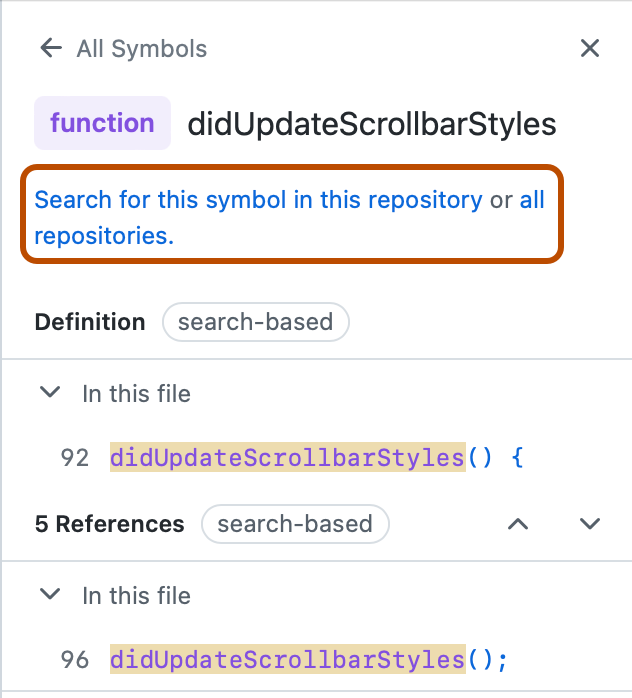 All Symbols
function didUpdateScrollbarStyles
Search for this symbol in this repository or all
repositories.
Definition search-based
In this file
92 didUpdateScrollbarStyles() {
5 References search-based
In this file
96 didUpdateScrollbarStyles();